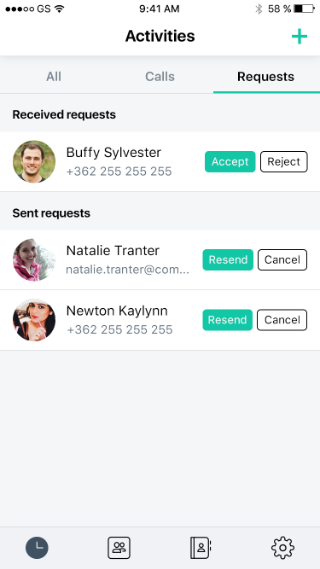 GS 9:41 AM 58 %
Activities
All Calls Requests
Received requests
Buffy Sylvester
+362 255 255 255
Accept Reject
Sent requests
Natalie Tranter
natalie.tranter@com...
Resend Cancel
Newton Kaylynn
+362 255 255 255
Resend Cancel